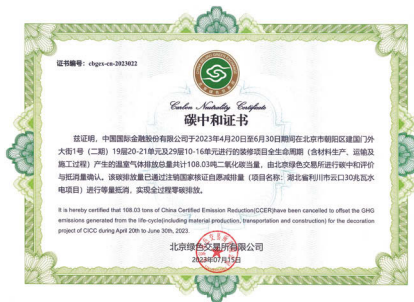 证书编号：cbgex-cn-2023022
Carbon Neutrality Certificate
碳中和证书
兹证明，中国国际金融股份有限公司于2023年4月20日至6月30日期间在北京市朝阳区建国门外
大街1号（二期）19层20-21单元及29层10-16单元进行的装修项目全生命周期（含材料生产、运输及
施工过程）产生的温室气体排放总量共计108.03吨二氧化碳当量，由北京绿色交易所进行碳中和评价
与抵消量确认。该碳排放量已通过注销国家核证自愿减排量（项目名称：湖北省利川市云口30兆瓦水
电项目）进行等量抵消，实现全过程零碳排放。
It is hereby certified that 108.03 tons of China Certified Emission Reduction(CCER)have been cancelled to offset the GHG
emissions generated from the life-cycle(including material production, transportation and construction) for the decoration
project of CICC during April 20th to June 30th, 2023.
北京绿色交易所有限公司
2023年07月15日